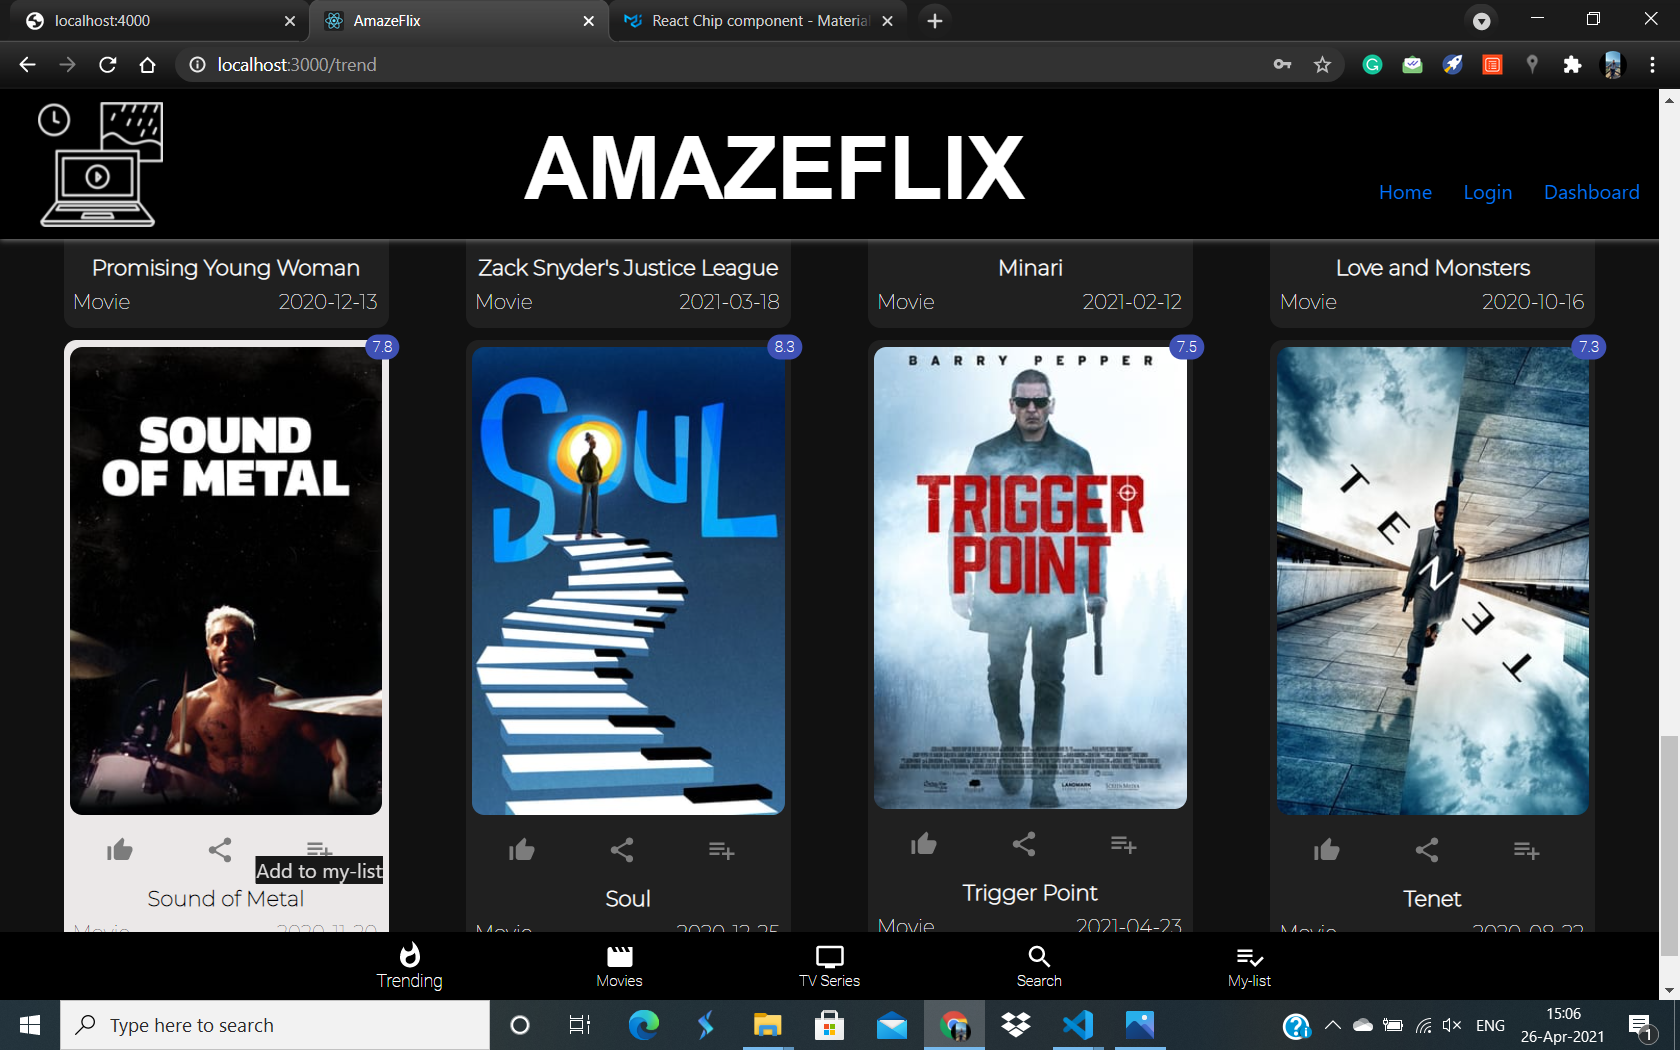 localhost:4000
AmazeFlix
React Chip component - Material
localhost:3000/trend
AMAZEFLIX
Home Login Dashboard
Promising Young Woman
Movie 2020-12-13
Zack Snyder's Justice League
Movie 2021-03-18
Minari
Movie 2021-02-12
Love and Monsters
Movie 2020-10-16
7.8
SOUND
OF METAL
Add to my-list
Sound of Metal
Movie 2020-11-20
8.3
SOUL
Soul
Movie 2020-12-25
7.5
BARRY PEPPER
TRIGGER
POINT
LANDMARK
SCREEN MEDIA
Trigger Point
Movie 2021-04-23
7.3
TENET
Tenet
Movie 2020-08-22
Trending
Movies
TV Series
Search
My-list
Type here to search
ENG
15:06
26-Apr-2021
1